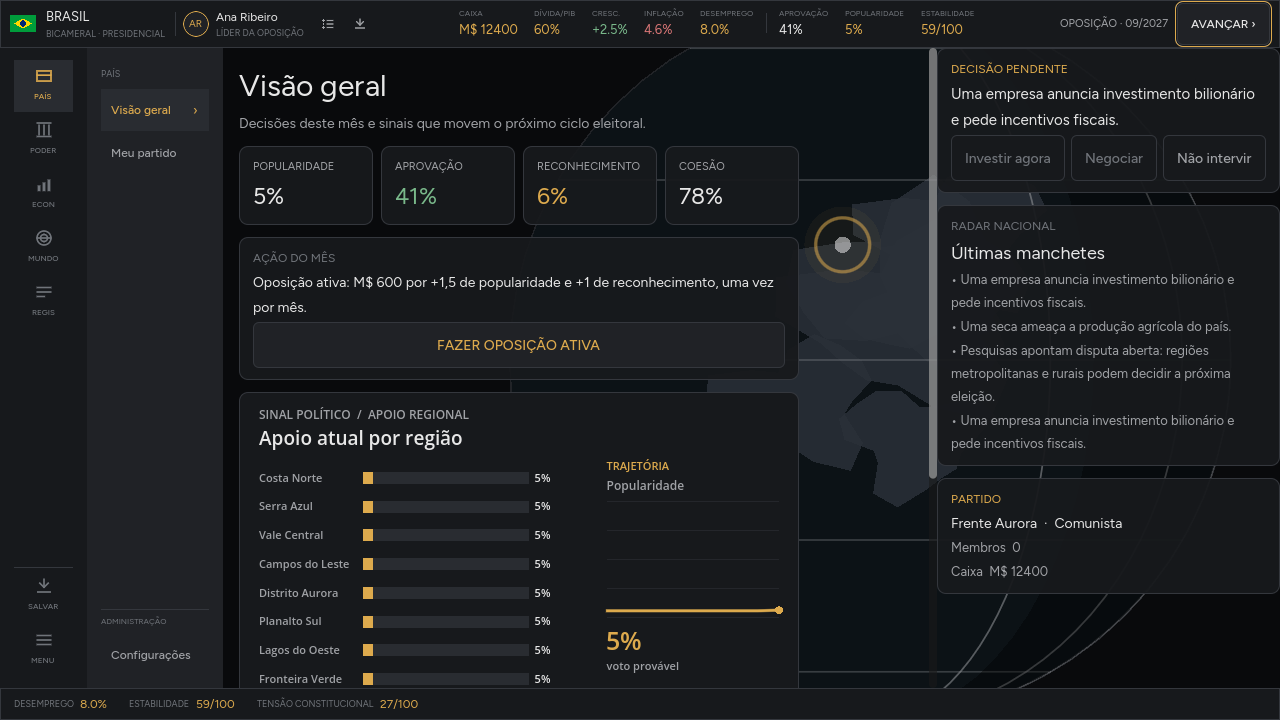 BRASIL
BICAMERAL · PRESIDENCIAL
AR
Ana Ribeiro
LÍDER DA OPOSIÇÃO
CAIXA
M$ 12400
DÍVIDA/PIB
60%
CRESC.
+2.5%
INFLAÇÃO
4.6%
DESEMPREGO
8.0%
APROVAÇÃO
41%
POPULARIDADE
5%
ESTABILIDADE
59/100
OPOSIÇÃO · 09/2027
AVANÇAR ›
PAÍS
PODER
ECON
MUNDO
REGIS
SALVAR
MENU
PAÍS
Visão geral ›
Meu partido
ADMINISTRAÇÃO
Configurações
Visão geral
Decisões deste mês e sinais que movem o próximo ciclo eleitoral.
POPULARIDADE
5%
APROVAÇÃO
41%
RECONHECIMENTO
6%
COESÃO
78%
AÇÃO DO MÊS
Oposição ativa: M$ 600 por +1,5 de popularidade e +1 de reconhecimento, uma vez
por mês.
FAZER OPOSIÇÃO ATIVA
SINAL POLÍTICO / APOIO REGIONAL
Apoio atual por região
Costa Norte 5%
Serra Azul 5%
Vale Central 5%
Campos do Leste 5%
Distrito Aurora 5%
Planalto Sul 5%
Lagos do Oeste 5%
Fronteira Verde 5%
TRAJETÓRIA
Popularidade
5%
voto provável
DECISÃO PENDENTE
Uma empresa anuncia investimento bilionário
e pede incentivos fiscais.
Investir agora
Negociar
Não intervir
RADAR NACIONAL
Últimas manchetes
• Uma empresa anuncia investimento bilionário e
pede incentivos fiscais.
• Uma seca ameaça a produção agrícola do país.
• Pesquisas apontam disputa aberta: regiões
metropolitanas e rurais podem decidir a próxima
eleição.
• Uma empresa anuncia investimento bilionário e
pede incentivos fiscais.
PARTIDO
Frente Aurora · Comunista
Membros 0
Caixa M$ 12400
DESEMPREGO 8.0%
ESTABILIDADE 59/100
TENSÃO CONSTITUCIONAL 27/100